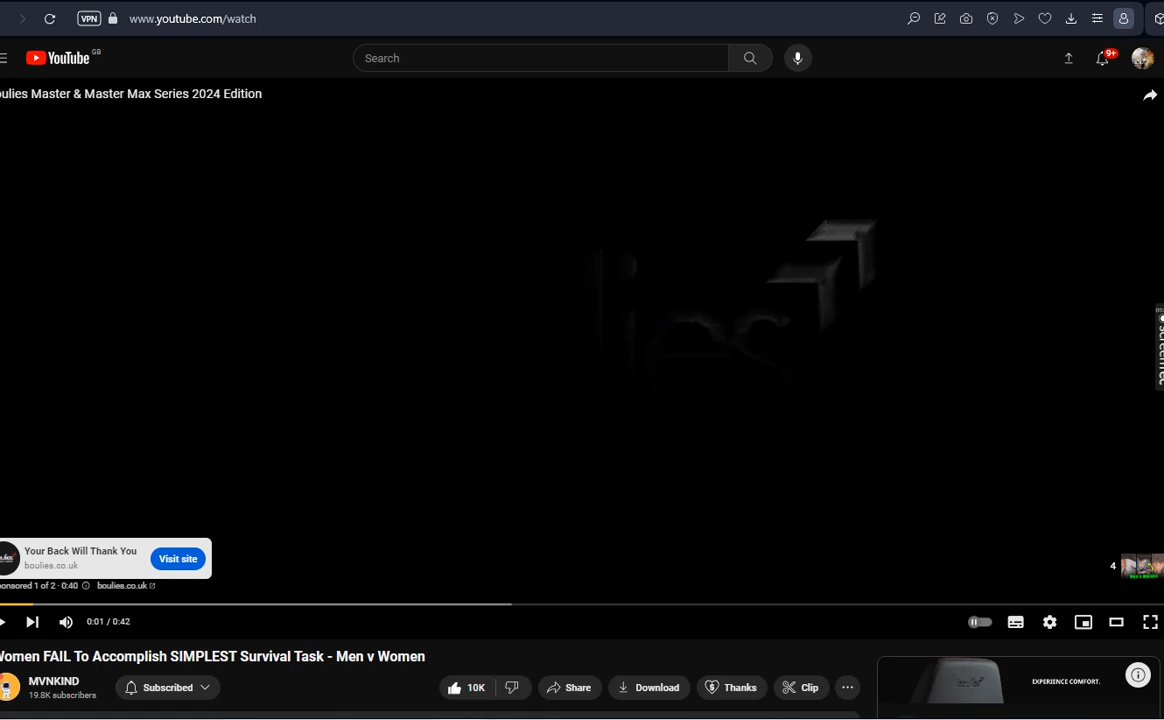 VPN
www.youtube.com/watch
YouTube GB
Search
9+
oulies Master & Master Max Series 2024 Edition
lies
Your Back Will Thank You
boulies.co.uk
Visit site
onsored 1 of 2 · 0:40 boulies.co.uk
4
0:01 / 0:42
Women FAIL To Accomplish SIMPLEST Survival Task - Men v Women
MVNKIND
19.8K subscribers
Subscribed
10K
Share
Download
Thanks
Clip
EXPERIENCE COMFORT.